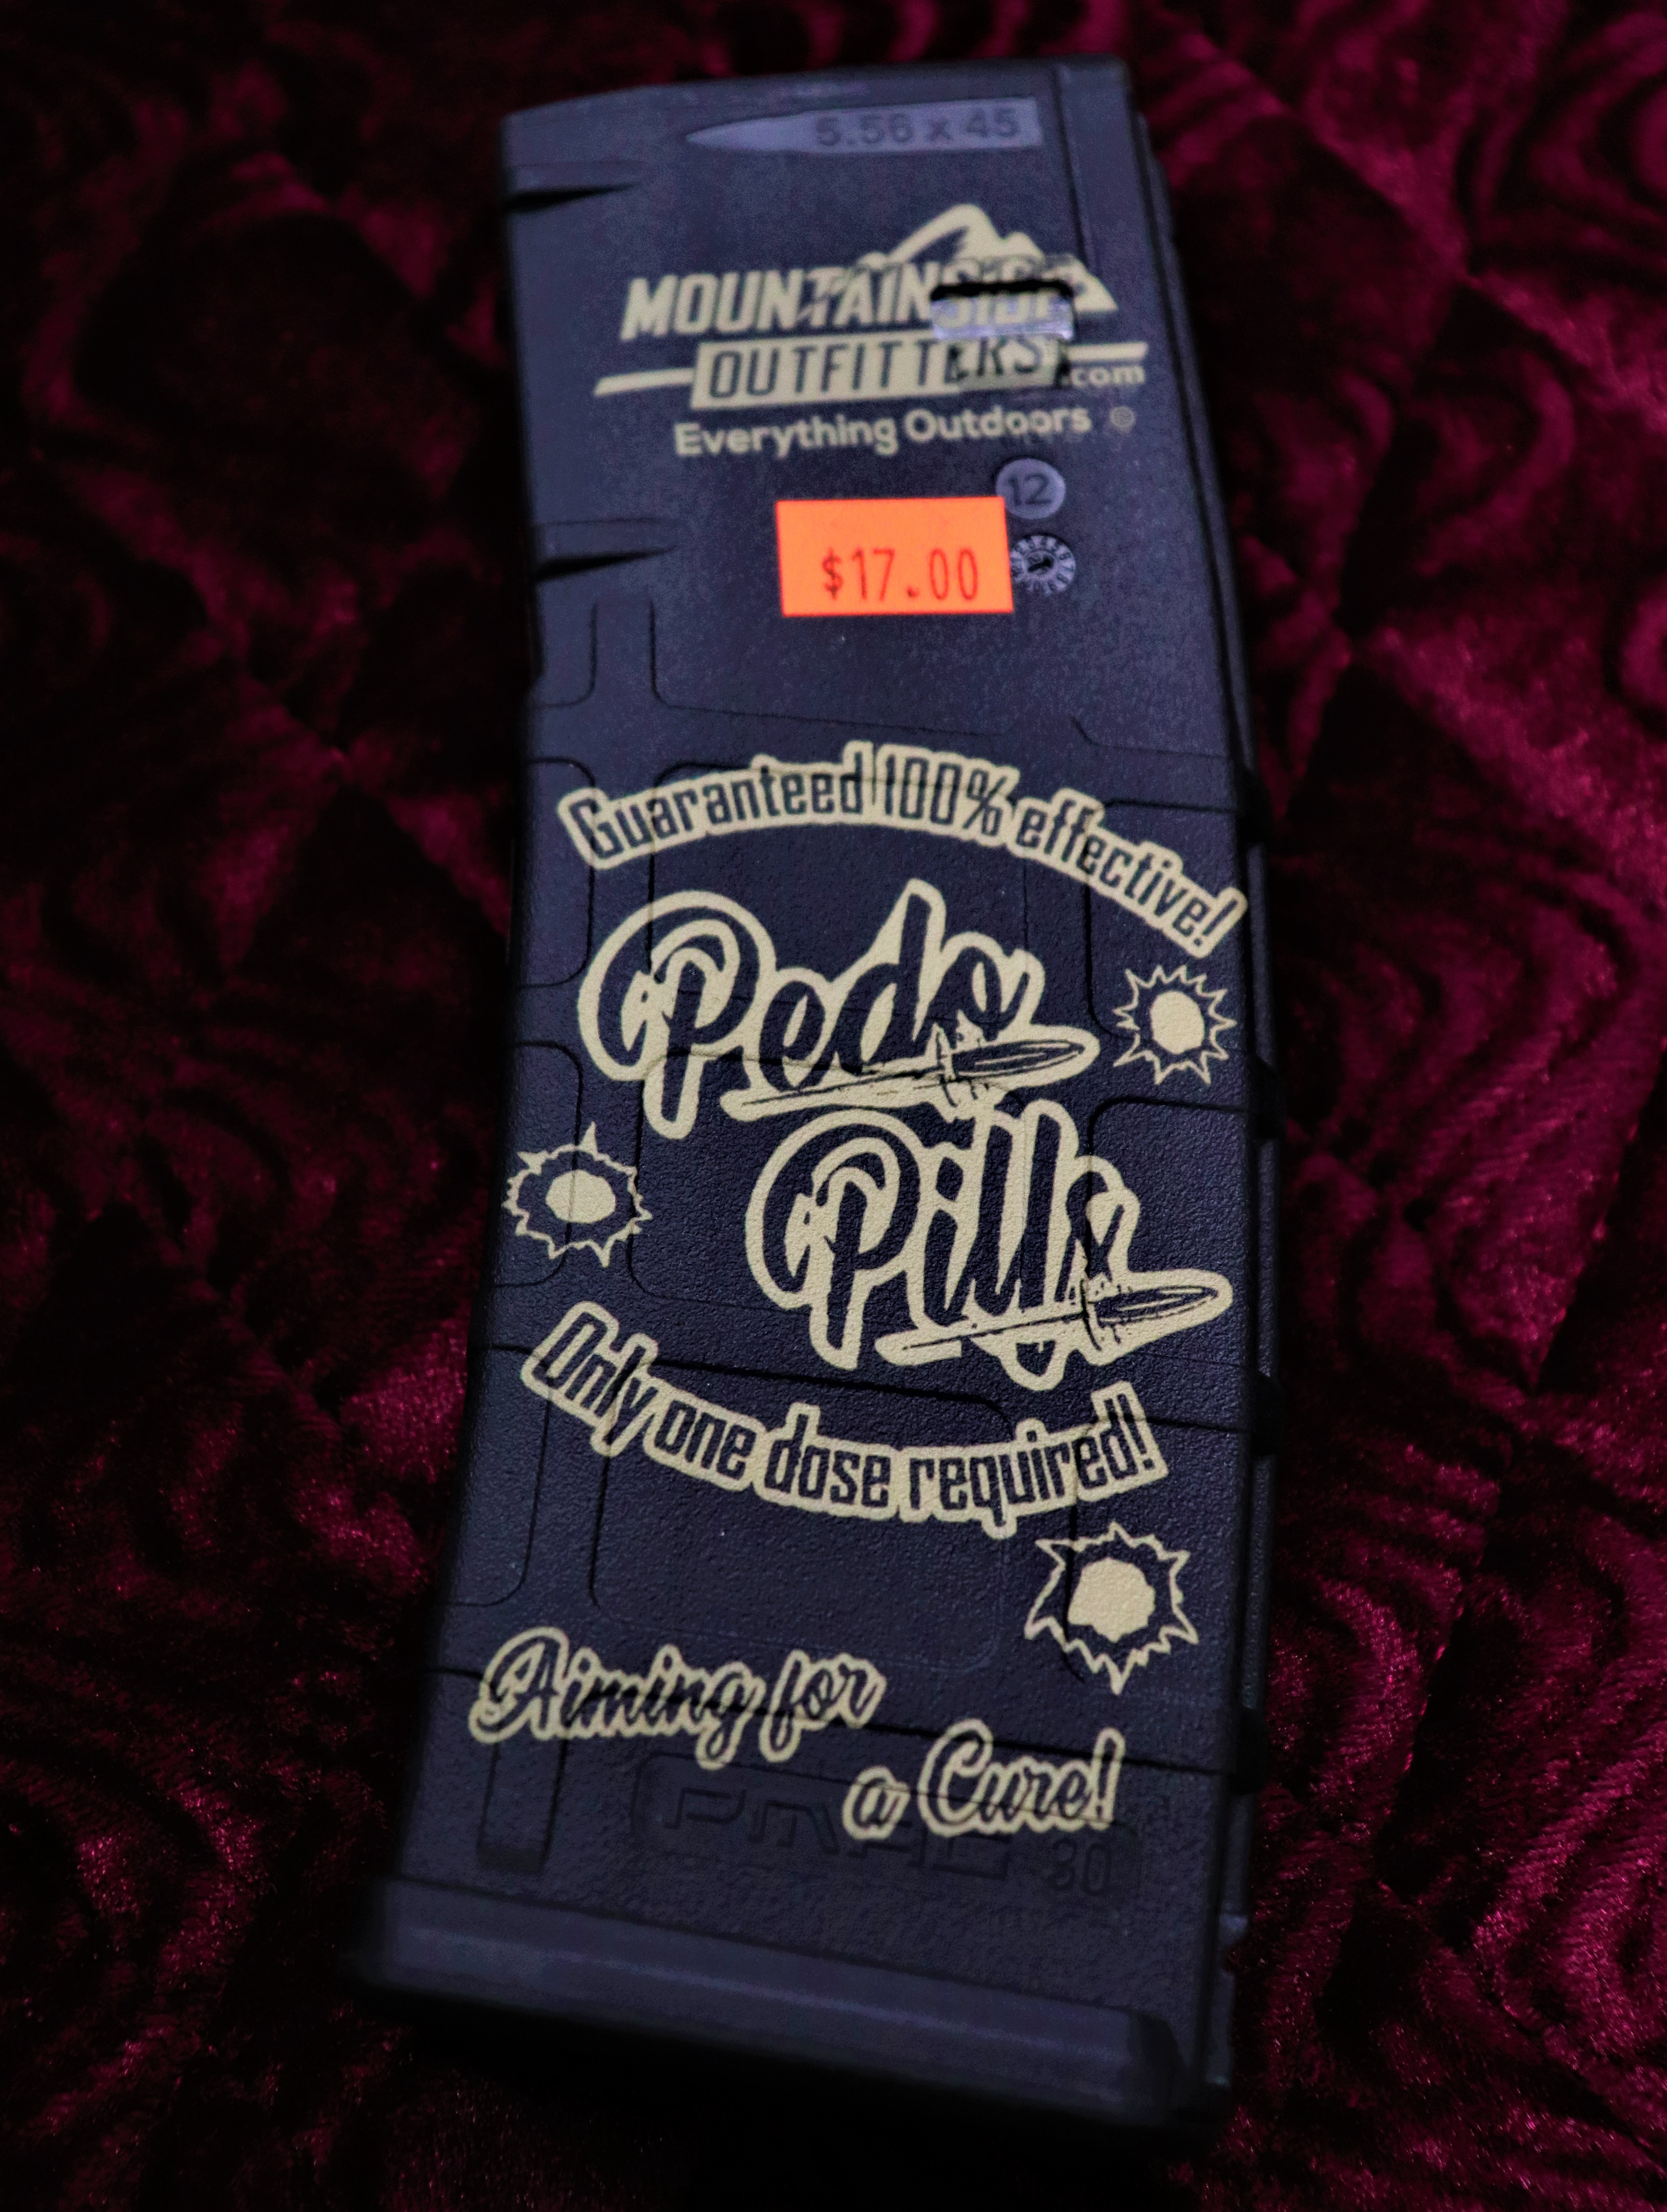 5.56 x 45
MOUNTAINSIDE
OUTFITTERS
.com
Everything Outdoors ©
12
$17.00
Guaranteed 100% effective!
Pedo
Pills
Only one dose required!
Aiming for
a Cure!
PMAG 30